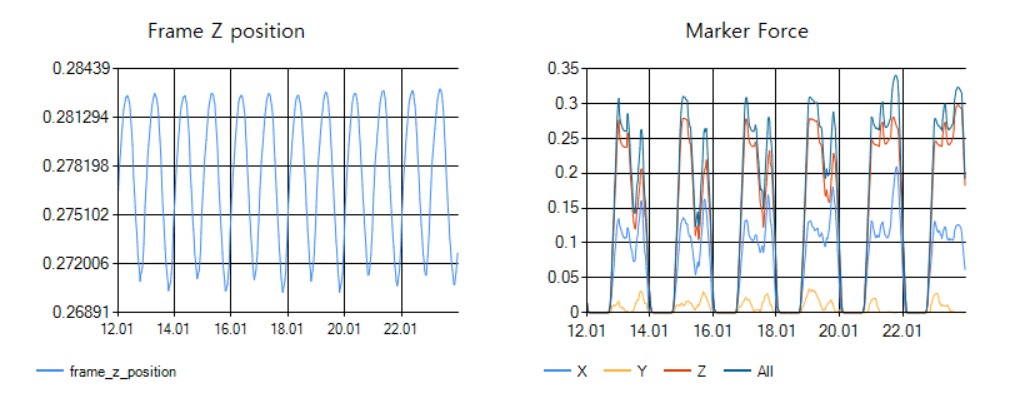 Frame Z position
0.28439
0.281294
0.278198
0.275102
0.272006
0.26891
12.01 14.01 16.01 18.01 20.01 22.01
frame_z_position
Marker Force
0.35
0.3
0.25
0.2
0.15
0.1
0.05
0
12.01 14.01 16.01 18.01 20.01 22.01
X Y Z All